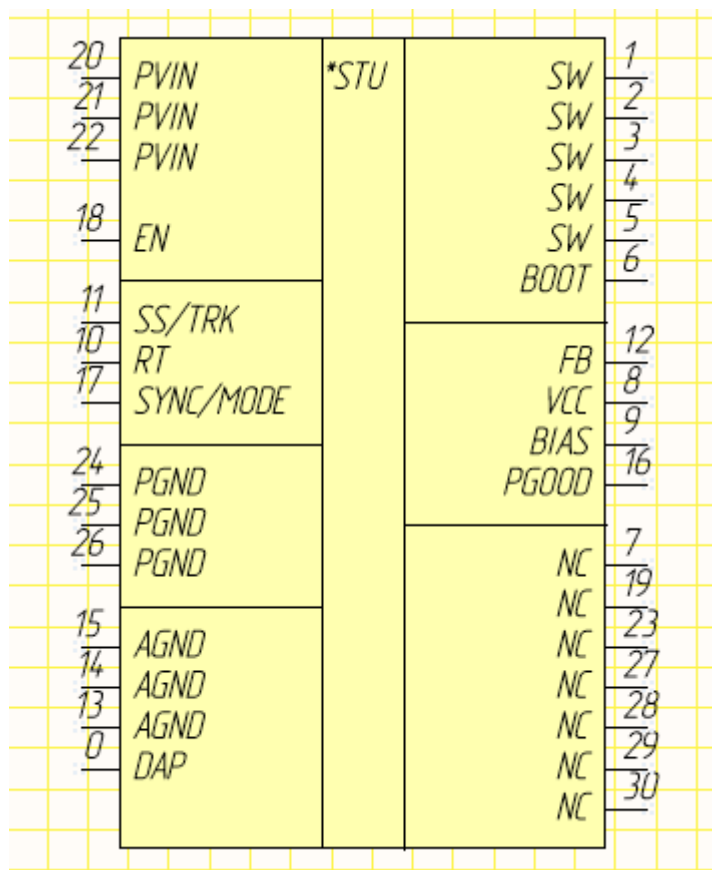 20 PVIN *STU SW 1
21 PVIN SW 2
22 PVIN SW 3
SW 4
18 EN SW 5
BOOT 6
11 SS/TRK
10 RT FB 12
17 SYNC/MODE VCC 8
BIAS 9
24 PGND PGOOD 16
25 PGND
26 PGND NC 7
NC 19
15 AGND NC 23
14 AGND NC 27
13 AGND NC 28
0 DAP NC 29
NC 30